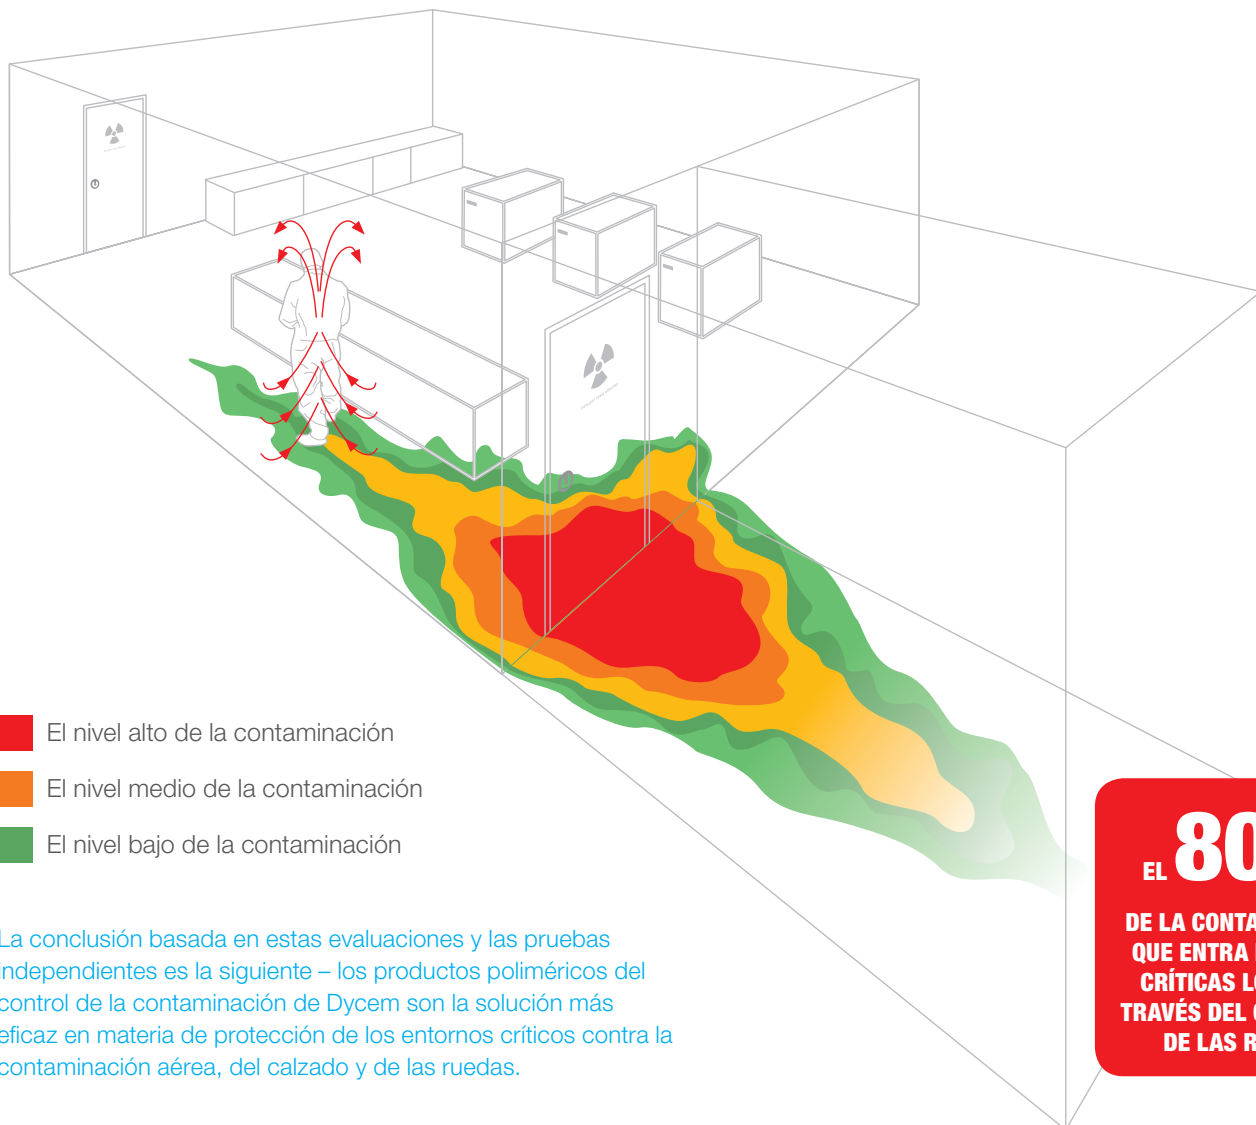 El nivel alto de la contaminación
El nivel medio de la contaminación
El nivel bajo de la contaminación
La conclusión basada en estas evaluaciones y las pruebas
independientes es la siguiente – los productos poliméricos del
control de la contaminación de Dycem son la solución más
eficaz en materia de protección de los entornos críticos contra la
contaminación aérea, del calzado y de las ruedas.
EL 80
DE LA CONTA
QUE ENTRA
CRÍTICAS LO
TRAVÉS DEL
DE LAS R